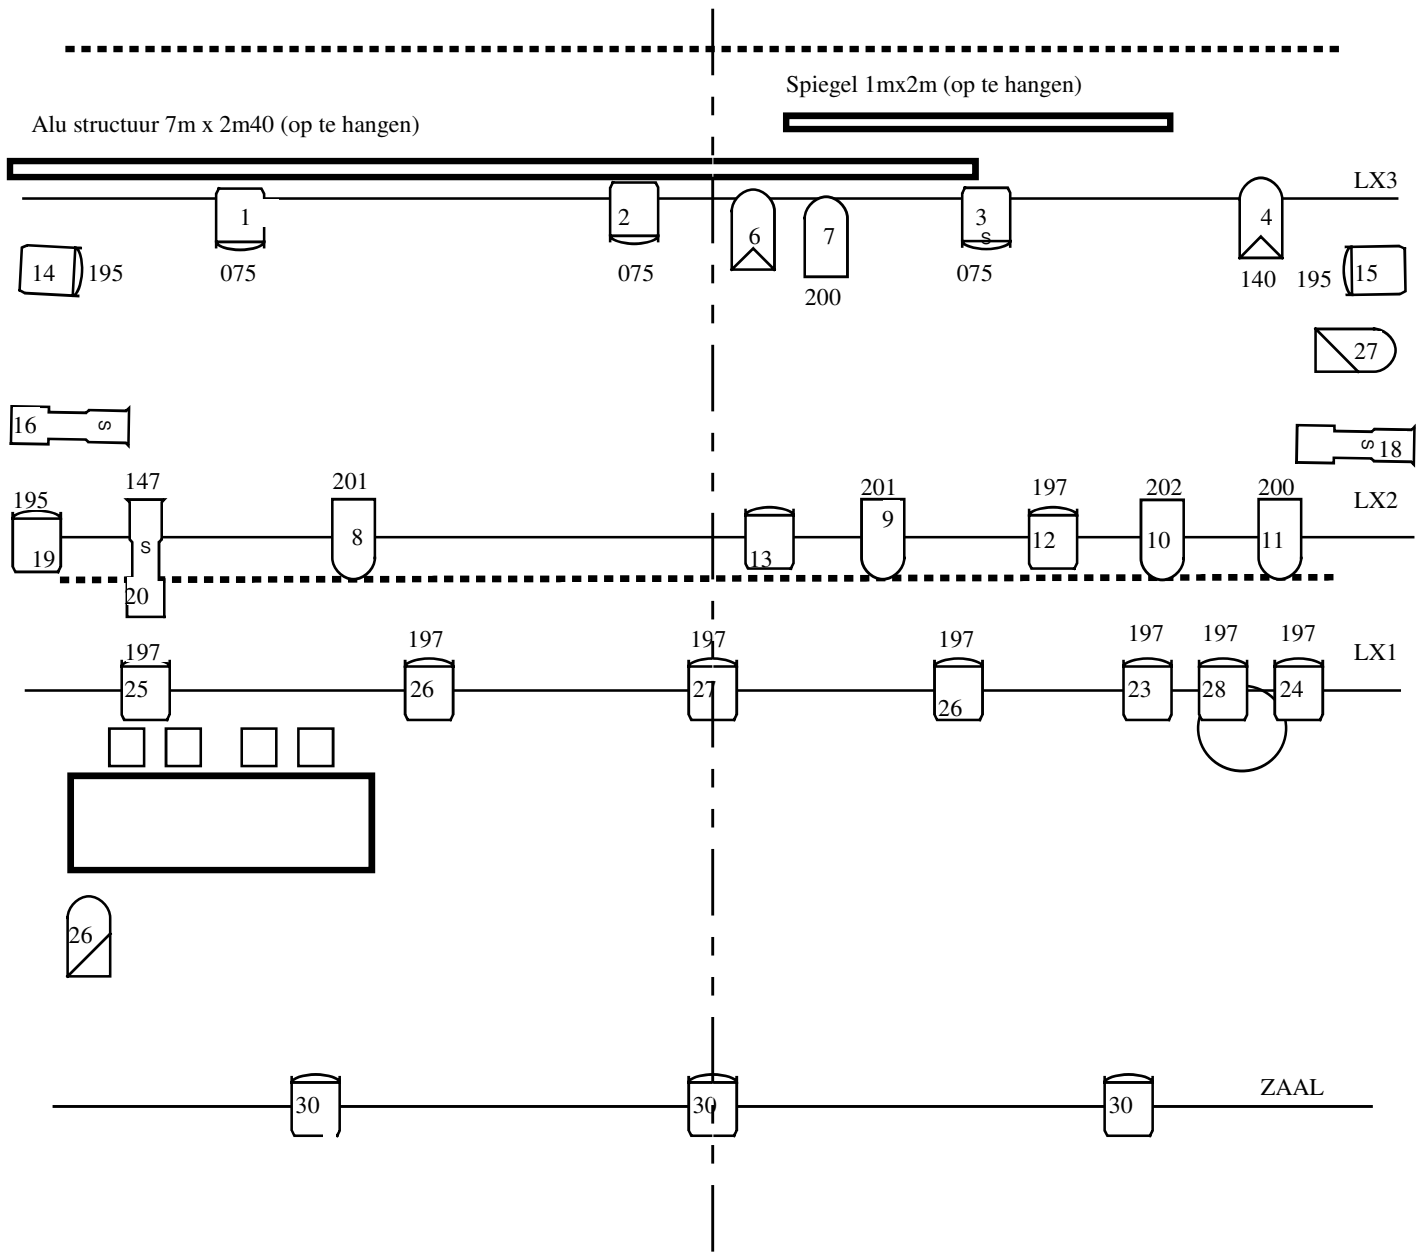 Spiegel 1mx2m (op te hangen)
Alu structuur 7m x 2m40 (op te hangen)
LX3
1 2 6 7 3 S 4
14 195 075 075 200 075 140 195 15
27
16 S
S 18
195 147 201 201 197 202 200 LX2
19 S 8 13 9 12 10 11
20
197 197 197 197 197 197 197 LX1
25 26 27 26 23 28 24
26
ZAAL
30 30 30